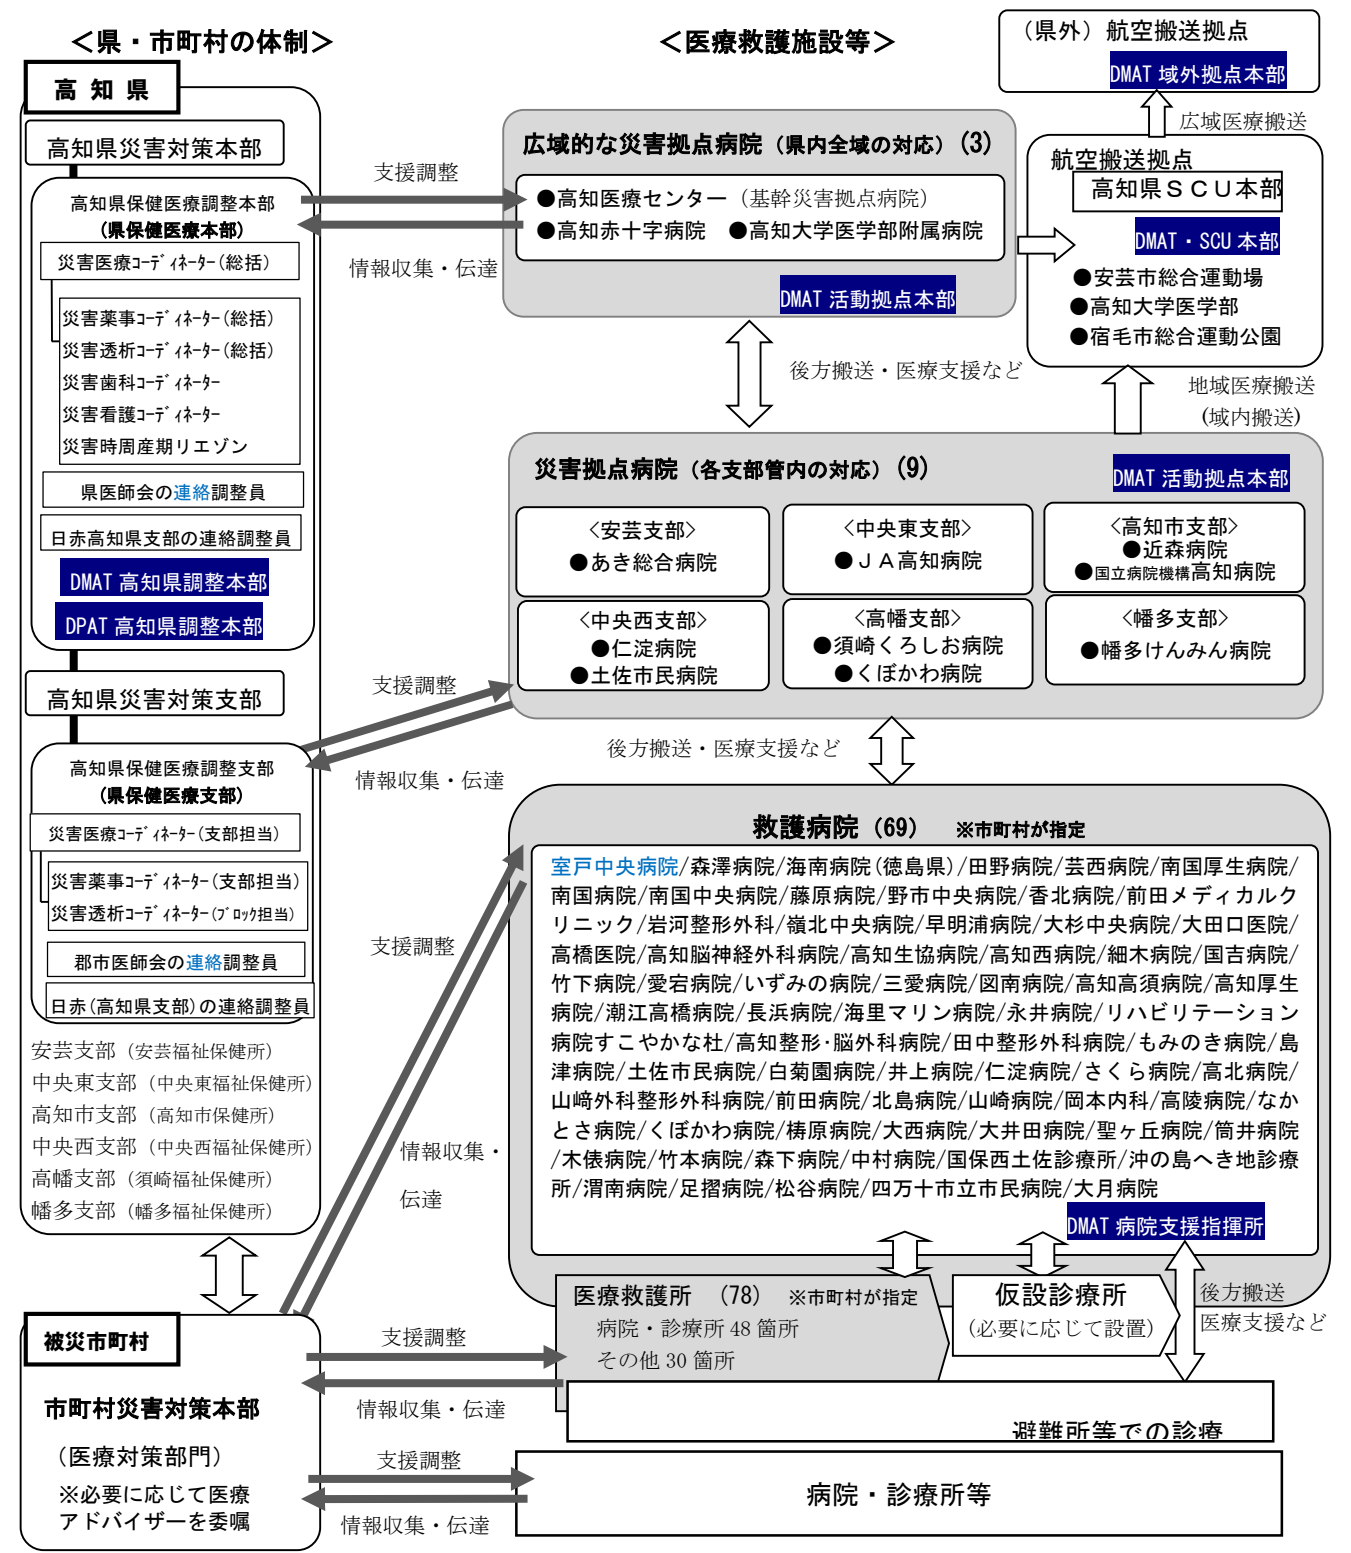 ＜県・市町村の体制＞
高 知 県
高知県災害対策本部
高知県保健医療調整本部
(県保健医療本部)
災害医療ｺｰﾃﾞｨﾈｰﾀｰ(総括)
災害薬事ｺｰﾃﾞｨﾈｰﾀｰ(総括)
災害透析ｺｰﾃﾞｨﾈｰﾀｰ(総括)
災害歯科ｺｰﾃﾞｨﾈｰﾀｰ
災害看護ｺｰﾃﾞｨﾈｰﾀｰ
災害時周産期リエゾン
県医師会の連絡調整員
日赤高知県支部の連絡調整員
DMAT 高知県調整本部
DPAT 高知県調整本部
高知県災害対策支部
高知県保健医療調整支部
(県保健医療支部)
災害医療ｺｰﾃﾞｨﾈｰﾀｰ(支部担当)
災害薬事ｺｰﾃﾞｨﾈｰﾀｰ(支部担当)
災害透析ｺｰﾃﾞｨﾈｰﾀｰ(ﾌﾞﾛｯｸ担当)
郡市医師会の連絡調整員
日赤(高知県支部)の連絡調整員
安芸支部（安芸福祉保健所）
中央東支部（中央東福祉保健所）
高知市支部（高知市保健所）
中央西支部（中央西福祉保健所）
高幡支部（須崎福祉保健所）
幡多支部（幡多福祉保健所）
被災市町村
市町村災害対策本部
（医療対策部門）
※必要に応じて医療
アドバイザーを委嘱
支援調整
情報収集・伝達
支援調整
情報収集・伝達
支援調整
情報収集・
伝達
支援調整
情報収集・伝達
支援調整
情報収集・伝達
＜医療救護施設等＞
（県外）航空搬送拠点
DMAT 域外拠点本部
広域医療搬送
広域的な災害拠点病院（県内全域の対応）(3)
●高知医療センター（基幹災害拠点病院）
●高知赤十字病院 ●高知大学医学部附属病院
DMAT 活動拠点本部
航空搬送拠点
高知県ＳＣＵ本部
DMAT・SCU 本部
●安芸市総合運動場
●高知大学医学部
●宿毛市総合運動公園
後方搬送・医療支援など
地域医療搬送
(域内搬送)
災害拠点病院（各支部管内の対応）(9)
DMAT 活動拠点本部
〈安芸支部〉
●あき総合病院
〈中央東支部〉
●ＪＡ高知病院
〈高知市支部〉
●近森病院
●国立病院機構高知病院
〈中央西支部〉
●仁淀病院
●土佐市民病院
〈高幡支部〉
●須崎くろしお病院
●くぼかわ病院
〈幡多支部〉
●幡多けんみん病院
後方搬送・医療支援など
救護病院（69） ※市町村が指定
室戸中央病院/森澤病院/海南病院(徳島県)/田野病院/芸西病院/南国厚生病院/
南国病院/南国中央病院/藤原病院/野市中央病院/香北病院/前田メディカルク
リニック/岩河整形外科/嶺北中央病院/早明浦病院/大杉中央病院/大田口医院/
高橋医院/高知脳神経外科病院/高知生協病院/高知西病院/細木病院/国吉病院/
竹下病院/愛宕病院/いずみの病院/三愛病院/図南病院/高知高須病院/高知厚生
病院/潮江高橋病院/長浜病院/海里マリン病院/永井病院/リハビリテーション
病院すこやかな杜/高知整形･脳外科病院/田中整形外科病院/もみのき病院/島
津病院/土佐市民病院/白菊園病院/井上病院/仁淀病院/さくら病院/高北病院/
山﨑外科整形外科病院/前田病院/北島病院/山崎病院/岡本内科/高陵病院/なか
とさ病院/くぼかわ病院/梼原病院/大西病院/大井田病院/聖ヶ丘病院/筒井病院
/木俵病院/竹本病院/森下病院/中村病院/国保西土佐診療所/沖の島へき地診療
所/渭南病院/足摺病院/松谷病院/四万十市立市民病院/大月病院
DMAT 病院支援指揮所
医療救護所 （78） ※市町村が指定
病院・診療所 48 箇所
その他 30 箇所
仮設診療所
（必要に応じて設置）
後方搬送
医療支援など
避難所等での診療
病院・診療所等